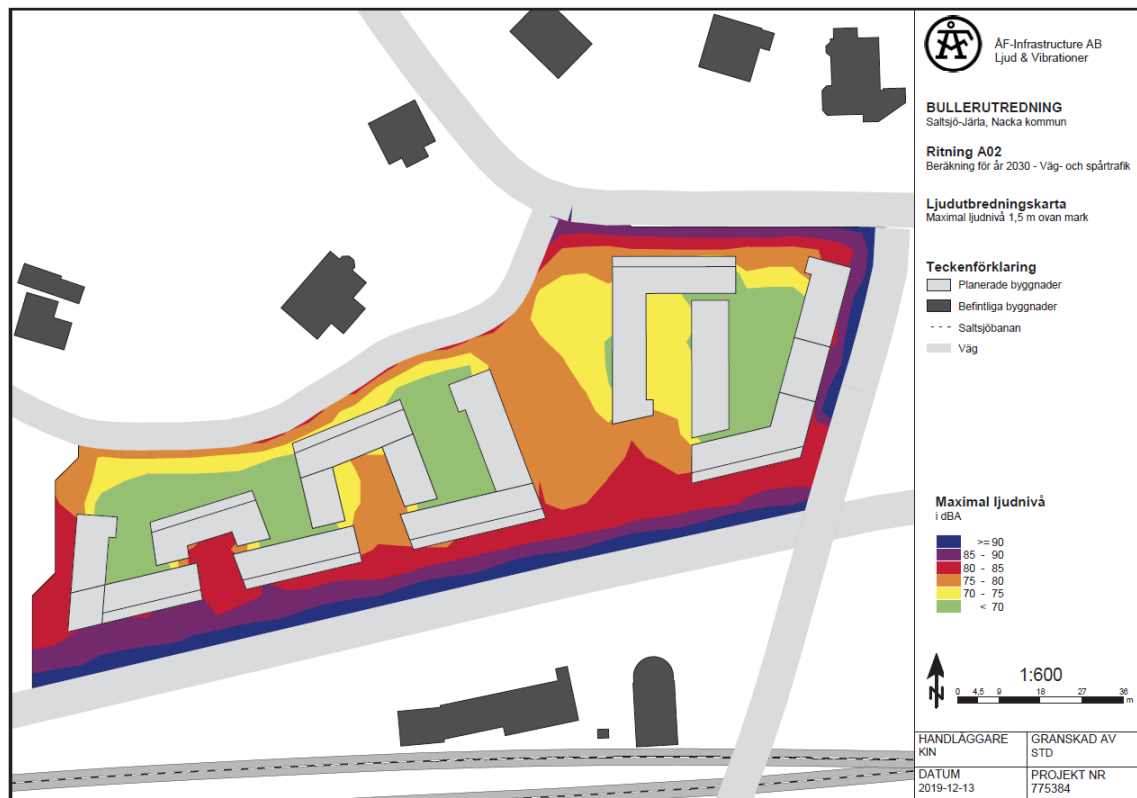 ÅF
ÅF-Infrastructure AB
Ljud & Vibrationer
BULLERUTREDNING
Saltsjö-Järla, Nacka kommun
Ritning A02
Beräkning för år 2030 - Väg- och spårtrafik
Ljudutbredningskarta
Maximal ljudnivå 1,5 m ovan mark
Teckenförklaring
Planerade byggnader
Befintliga byggnader
Saltsjöbanan
Väg
Maximal ljudnivå
i dBA
>= 90
85 - 90
80 - 85
75 - 80
70 - 75
< 70
1:600
N
0 4,5 9 18 27 36
m
HANDLÄGGARE
KIN
GRANSKAD AV
STD
DATUM
2019-12-13
PROJEKT NR
775384